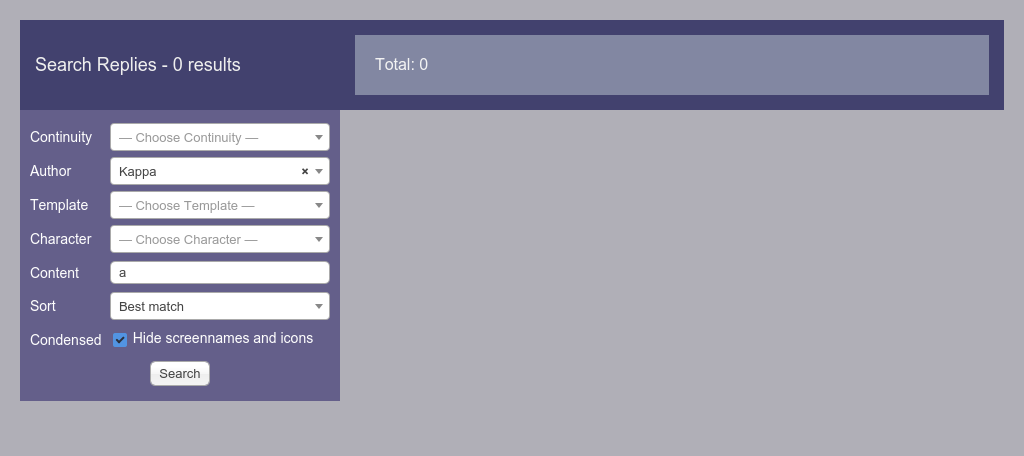 Search Replies - 0 results
Total: 0
Continuity
— Choose Continuity —
Author
Kappa ×
Template
— Choose Template —
Character
— Choose Character —
Content
a
Sort
Best match
Condensed
Hide screennames and icons
Search